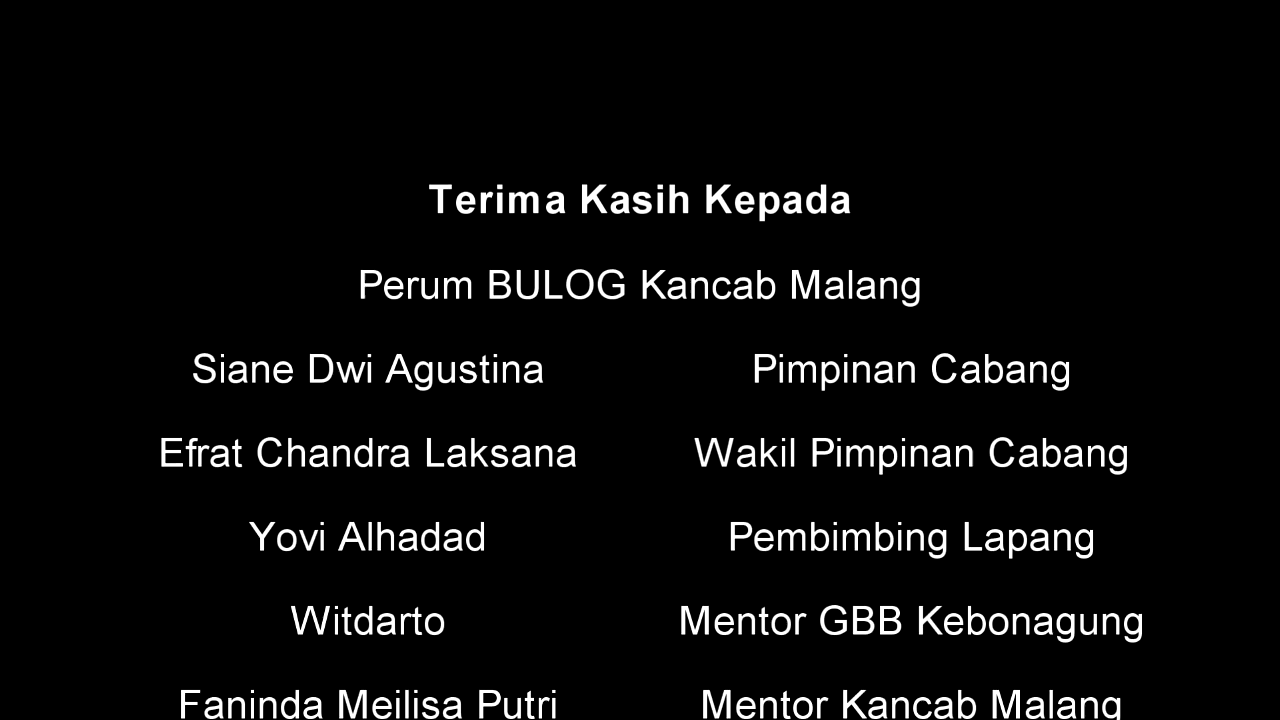 Terima Kasih Kepada
Perum BULOG Kancab Malang
Siane Dwi Agustina Pimpinan Cabang
Efrat Chandra Laksana Wakil Pimpinan Cabang
Yovi Alhadad Pembimbing Lapang
Witdarto Mentor GBB Kebonagung
Faninda Meilisa Putri Mentor Kancab Malang